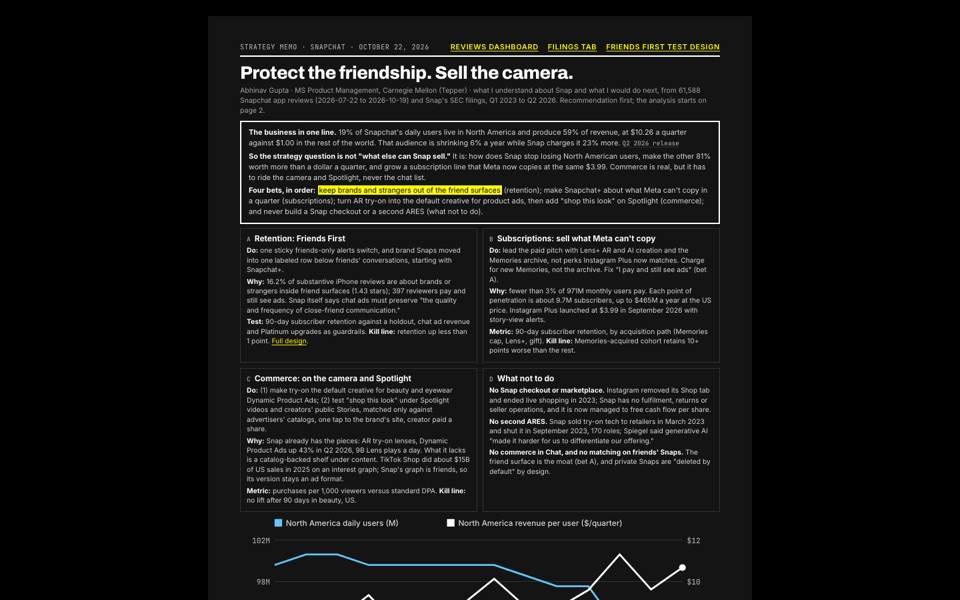 STRATEGY MEMO · SNAPCHAT · OCTOBER 22, 2026
REVIEWS DASHBOARD FILINGS TAB FRIENDS FIRST TEST DESIGN
Protect the friendship. Sell the camera.
Abhinav Gupta · MS Product Management, Carnegie Mellon (Tepper) · what I understand about Snap and what I would do next, from 61,588
Snapchat app reviews (2026-07-22 to 2026-10-19) and Snap's SEC filings, Q1 2023 to Q2 2026. Recommendation first; the analysis starts on
page 2.
The business in one line. 19% of Snapchat's daily users live in North America and produce 59% of revenue, at $10.26 a quarter
against $1.00 in the rest of the world. That audience is shrinking 6% a year while Snap charges it 23% more. Q2 2026 release
So the strategy question is not "what else can Snap sell." It is: how does Snap stop losing North American users, make the other 81%
worth more than a dollar a quarter, and grow a subscription line that Meta now copies at the same $3.99. Commerce is real, but it has
to ride the camera and Spotlight, never the chat list.
Four bets, in order: keep brands and strangers out of the friend surfaces (retention); make Snapchat+ about what Meta can't copy in
a quarter (subscriptions); turn AR try-on into the default creative for product ads, then add "shop this look" on Spotlight (commerce);
and never build a Snap checkout or a second ARES (what not to do).
A Retention: Friends First
Do: one sticky friends-only alerts switch, and brand Snaps moved
into one labeled row below friends' conversations, starting with
Snapchat+.
Why: 16.2% of substantive iPhone reviews are about brands or
strangers inside friend surfaces (1.43 stars); 397 reviewers pay and
still see ads. Snap itself says chat ads must preserve "the quality
and frequency of close-friend communication."
Test: 90-day subscriber retention against a holdout, chat ad revenue
and Platinum upgrades as guardrails. Kill line: retention up less than
1 point. Full design.
B Subscriptions: sell what Meta can't copy
Do: lead the paid pitch with Lens+ AR and AI creation and the
Memories archive, not perks Instagram Plus now matches. Charge
for new Memories, not the archive. Fix "I pay and still see ads" (bet
A).
Why: fewer than 3% of 971M monthly users pay. Each point of
penetration is about 9.7M subscribers, up to $465M a year at the US
price. Instagram Plus launched at $3.99 in September 2026 with
story-view alerts.
Metric: 90-day subscriber retention, by acquisition path (Memories
cap, Lens+, gift). Kill line: Memories-acquired cohort retains 10+
points worse than the rest.
C Commerce: on the camera and Spotlight
Do: (1) make try-on the default creative for beauty and eyewear
Dynamic Product Ads; (2) test "shop this look" under Spotlight
videos and creators' public Stories, matched only against
advertisers' catalogs, one tap to the brand's site, creator paid a
share.
Why: Snap already has the pieces: AR try-on lenses, Dynamic
Product Ads up 43% in Q2 2026, 9B Lens plays a day. What it lacks
is a catalog-backed shelf under content. TikTok Shop did about $15B
of US sales in 2025 on an interest graph; Snap's graph is friends, so
its version stays an ad format.
Metric: purchases per 1,000 viewers versus standard DPA. Kill line:
no lift after 90 days in beauty, US.
D What not to do
No Snap checkout or marketplace. Instagram removed its Shop tab
and ended live shopping in 2023; Snap has no fulfilment, returns or
seller operations, and it is now managed to free cash flow per share.
No second ARES. Snap sold try-on tech to retailers in March 2023
and shut it in September 2023, 170 roles; Spiegel said generative AI
"made it harder for us to differentiate our offering."
No commerce in Chat, and no matching on friends' Snaps. The
friend surface is the moat (bet A), and private Snaps are "deleted by
default" by design.
North America daily users (M) North America revenue per user ($/quarter)
102M $12
98M $10